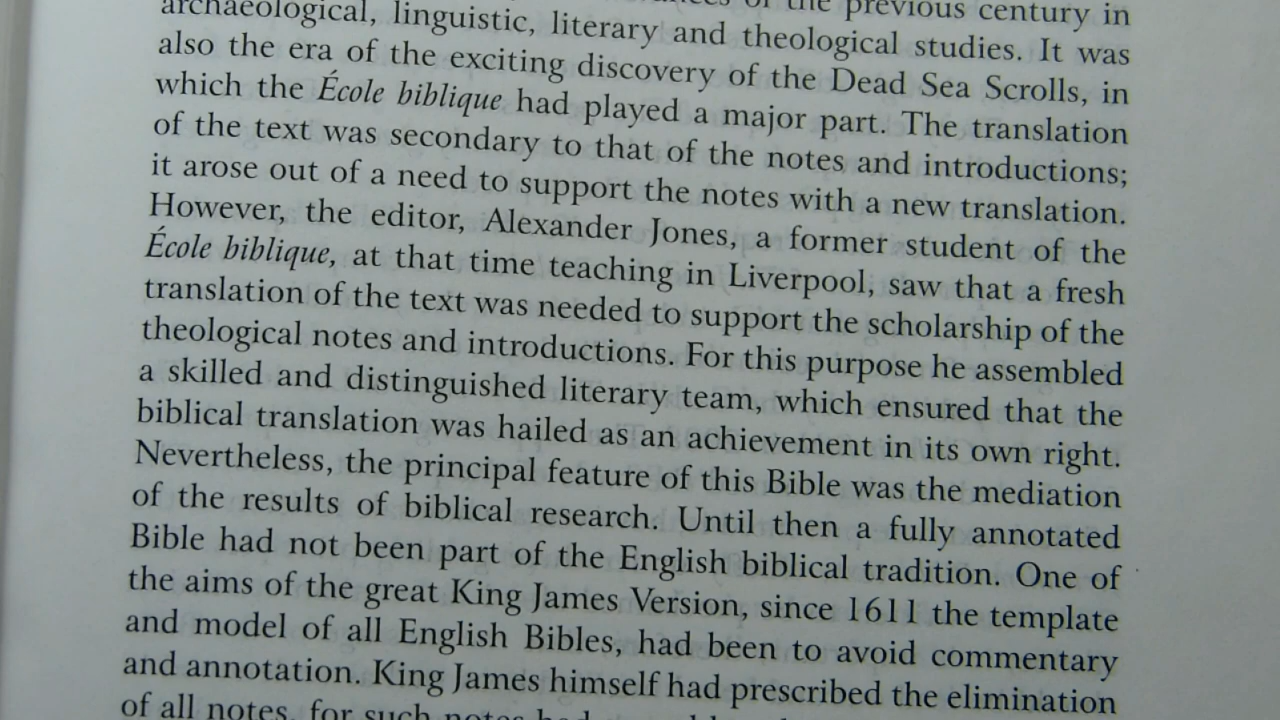 of the previous century in
archaeological, linguistic, literary and theological studies. It was
also the era of the exciting discovery of the Dead Sea Scrolls, in
which the École biblique had played a major part. The translation
of the text was secondary to that of the notes and introductions;
it arose out of a need to support the notes with a new translation.
However, the editor, Alexander Jones, a former student of the
École biblique, at that time teaching in Liverpool, saw that a fresh
translation of the text was needed to support the scholarship of the
theological notes and introductions. For this purpose he assembled
a skilled and distinguished literary team, which ensured that the
biblical translation was hailed as an achievement in its own right.
Nevertheless, the principal feature of this Bible was the mediation
of the results of biblical research. Until then a fully annotated
Bible had not been part of the English biblical tradition. One of
the aims of the great King James Version, since 1611 the template
and model of all English Bibles, had been to avoid commentary
and annotation. King James himself had prescribed the elimination
of all notes, for such notes had